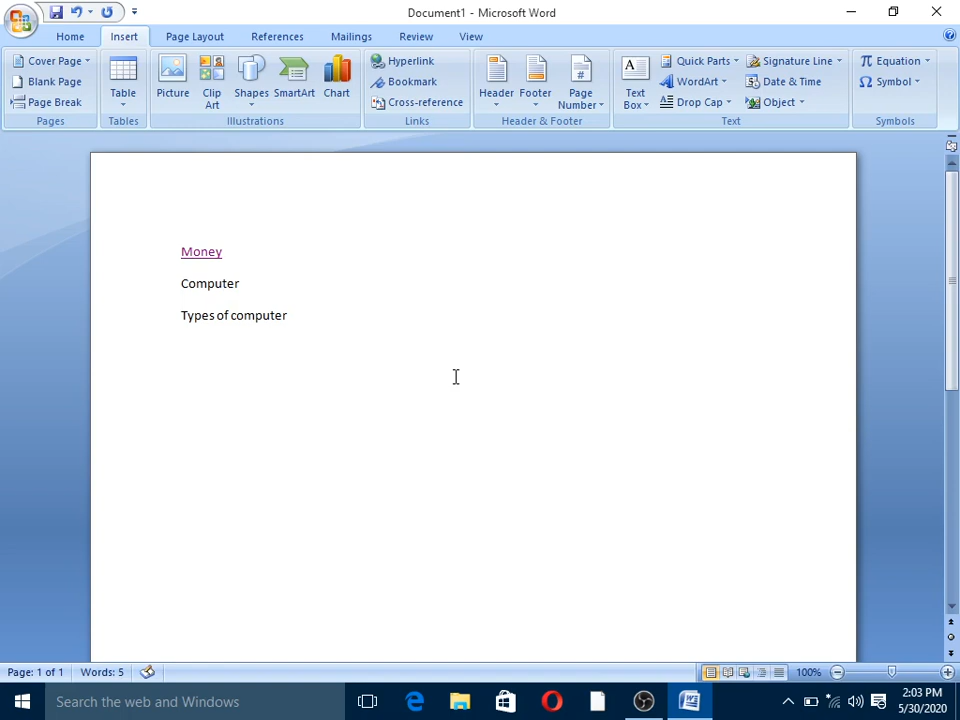 Document1 - Microsoft Word
Home Insert Page Layout References Mailings Review View
Cover Page
Blank Page
Page Break
Pages
Table
Tables
Picture
Clip
Art
Shapes
SmartArt
Chart
Illustrations
Hyperlink
Bookmark
Cross-reference
Links
Header
Footer
Page
Number
Header & Footer
Text
Box
Quick Parts
WordArt
Drop Cap
Signature Line
Date & Time
Object
Text
Equation
Symbol
Symbols
Money
Computer
Types of computer
Page: 1 of 1 Words: 5 100%
Search the web and Windows
2:03 PM
5/30/2020